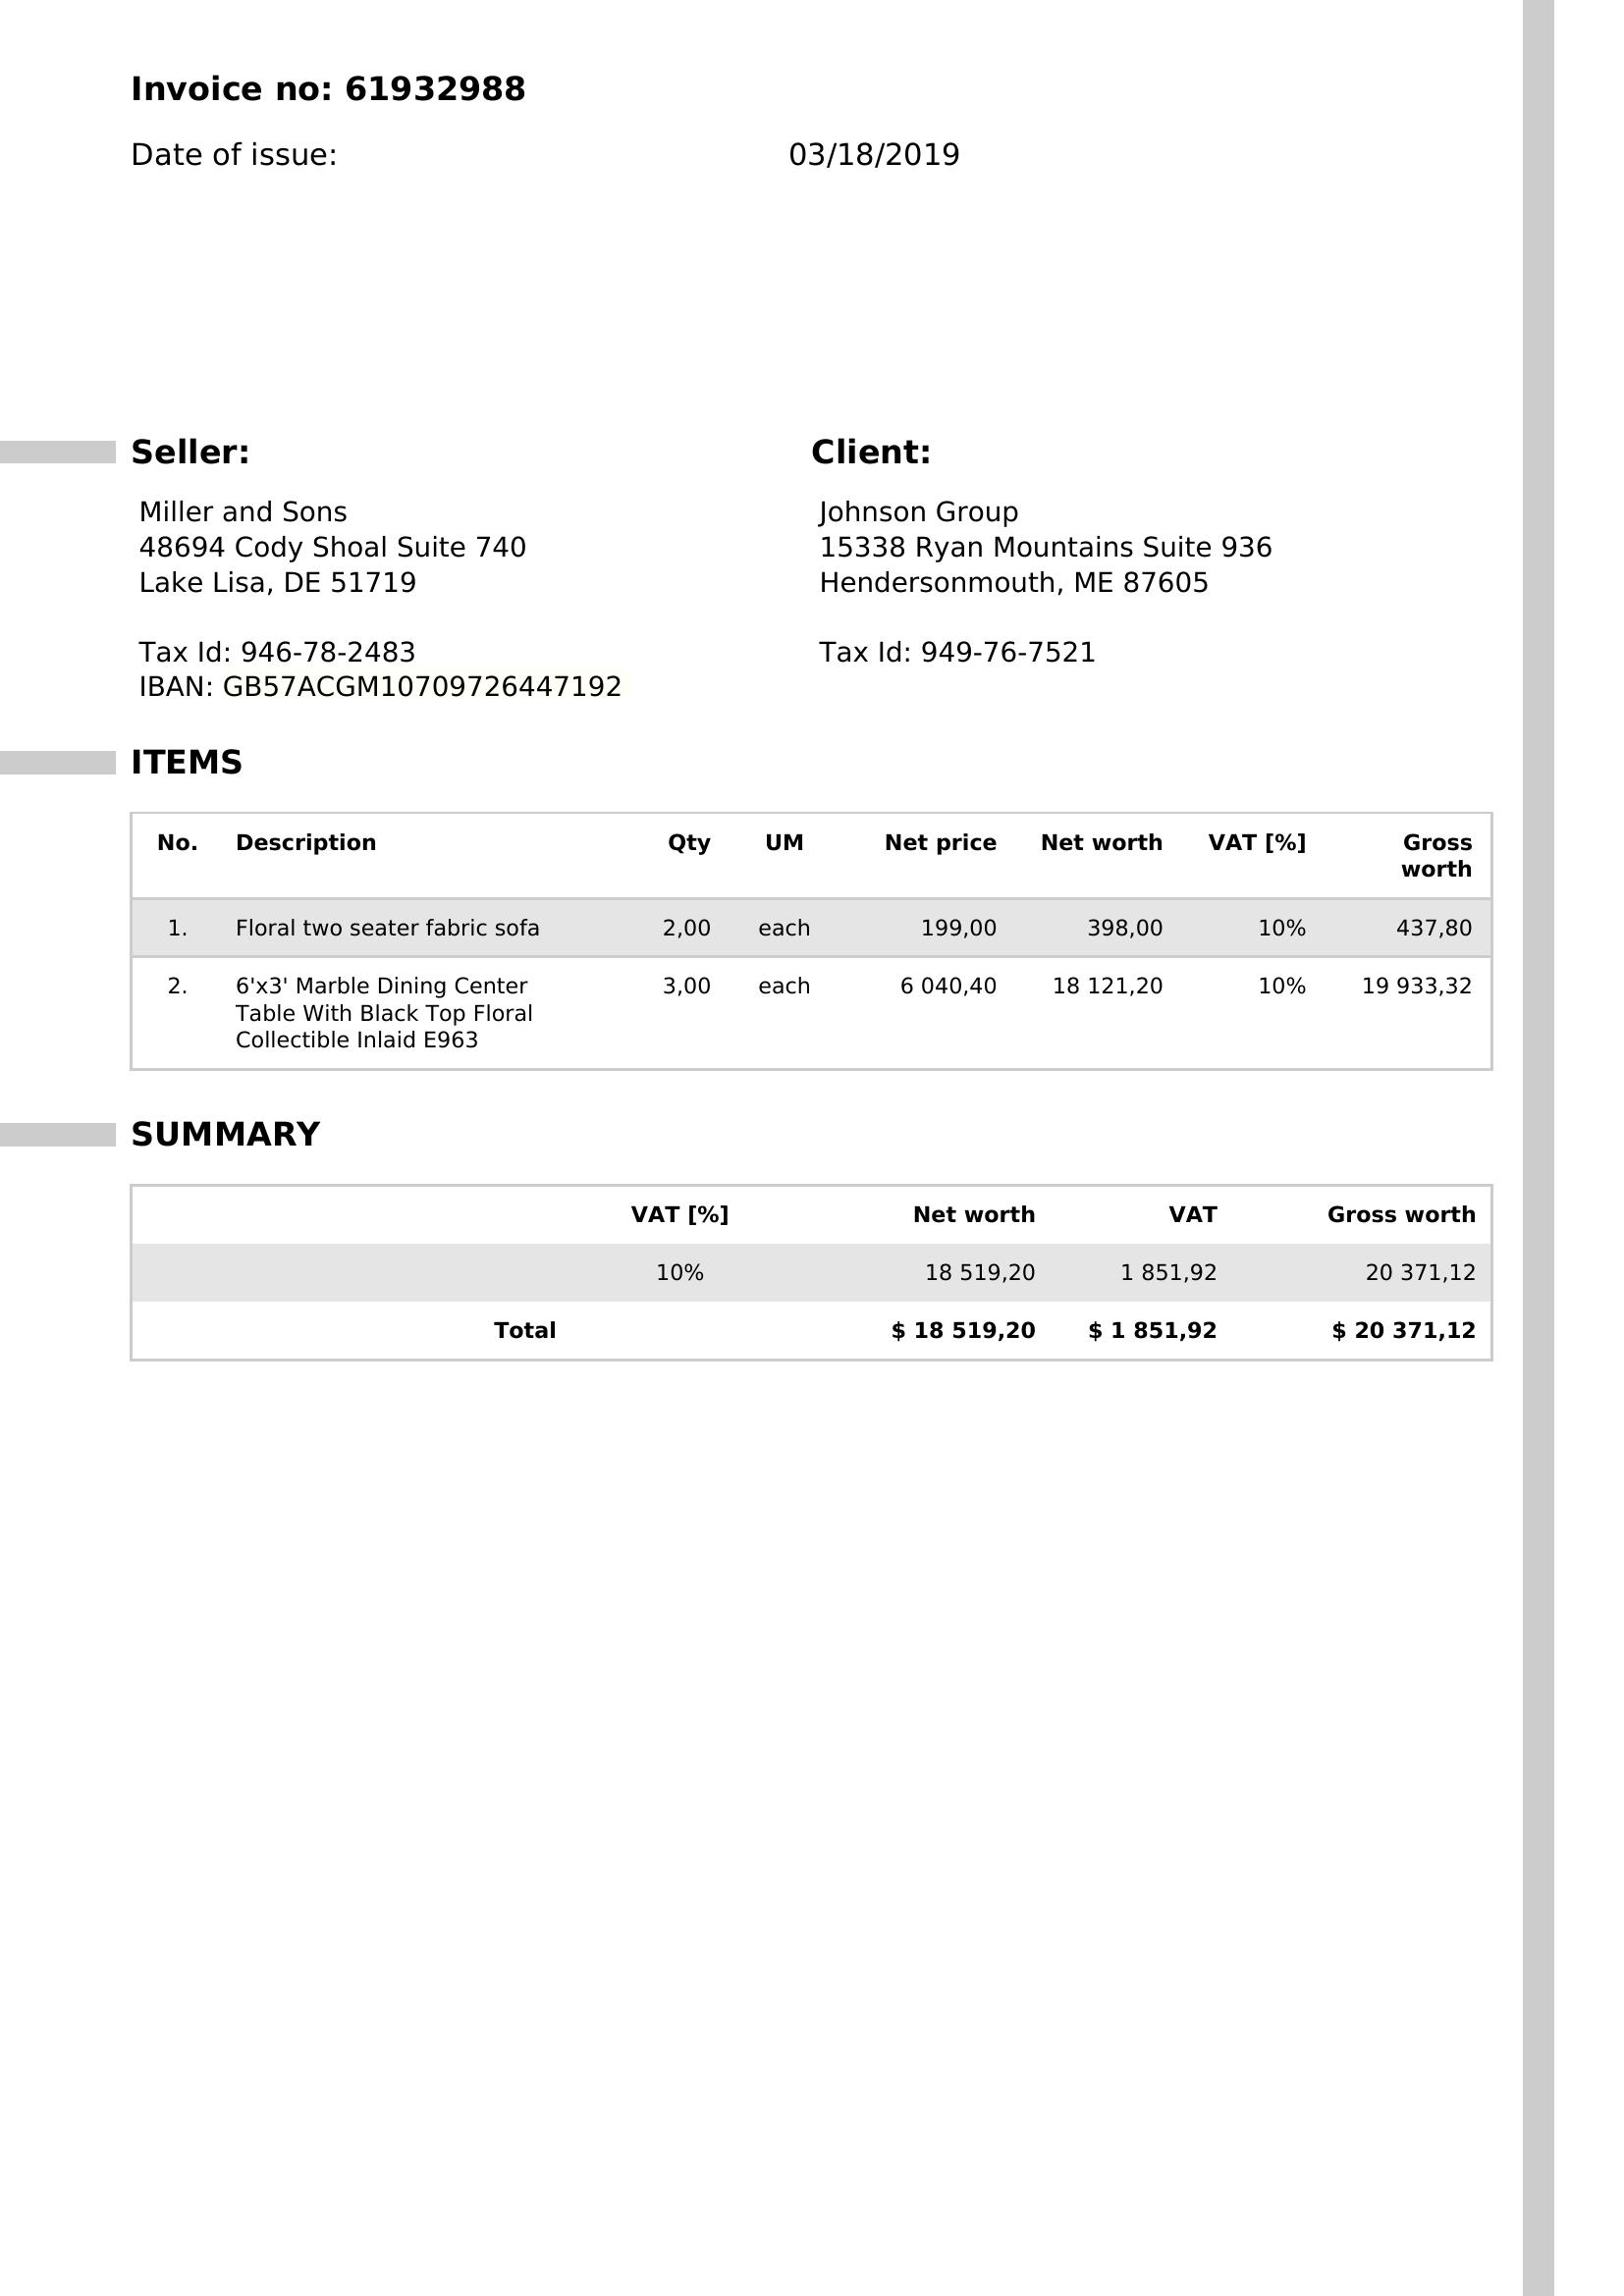 Invoice no: 61932988
Date of issue: 03/18/2019
Seller:
Miller and Sons
48694 Cody Shoal Suite 740
Lake Lisa, DE 51719
Tax Id: 946-78-2483
IBAN: GB57ACGM10709726447192
Client:
Johnson Group
15338 Ryan Mountains Suite 936
Hendersonmouth, ME 87605
Tax Id: 949-76-7521
ITEMS
No. Description Qty UM Net price Net worth VAT [%] Gross
worth
1. Floral two seater fabric sofa 2,00 each 199,00 398,00 10% 437,80
2. 6'x3' Marble Dining Center 3,00 each 6 040,40 18 121,20 10% 19 933,32
Table With Black Top Floral
Collectible Inlaid E963
SUMMARY
VAT [%] Net worth VAT Gross worth
10% 18 519,20 1 851,92 20 371,12
Total $ 18 519,20 $ 1 851,92 $ 20 371,12